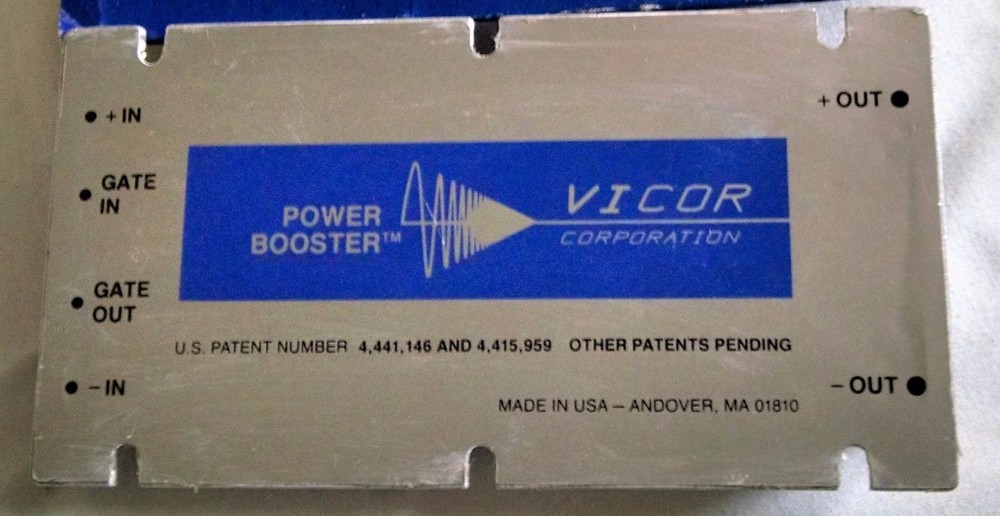 + IN
+ OUT
GATE
IN
POWER
BOOSTER™
VICOR
CORPORATION
GATE
OUT
U.S. PATENT NUMBER 4,441,146 AND 4,415,959 OTHER PATENTS PENDING
– IN
– OUT
MADE IN USA – ANDOVER, MA 01810